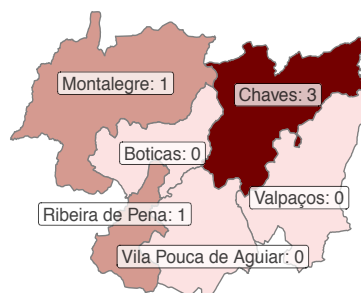 Montalegre: 1
Chaves: 3
Boticas: 0
Valpaços: 0
Ribeira de Pena: 1
Vila Pouca de Aguiar: 0